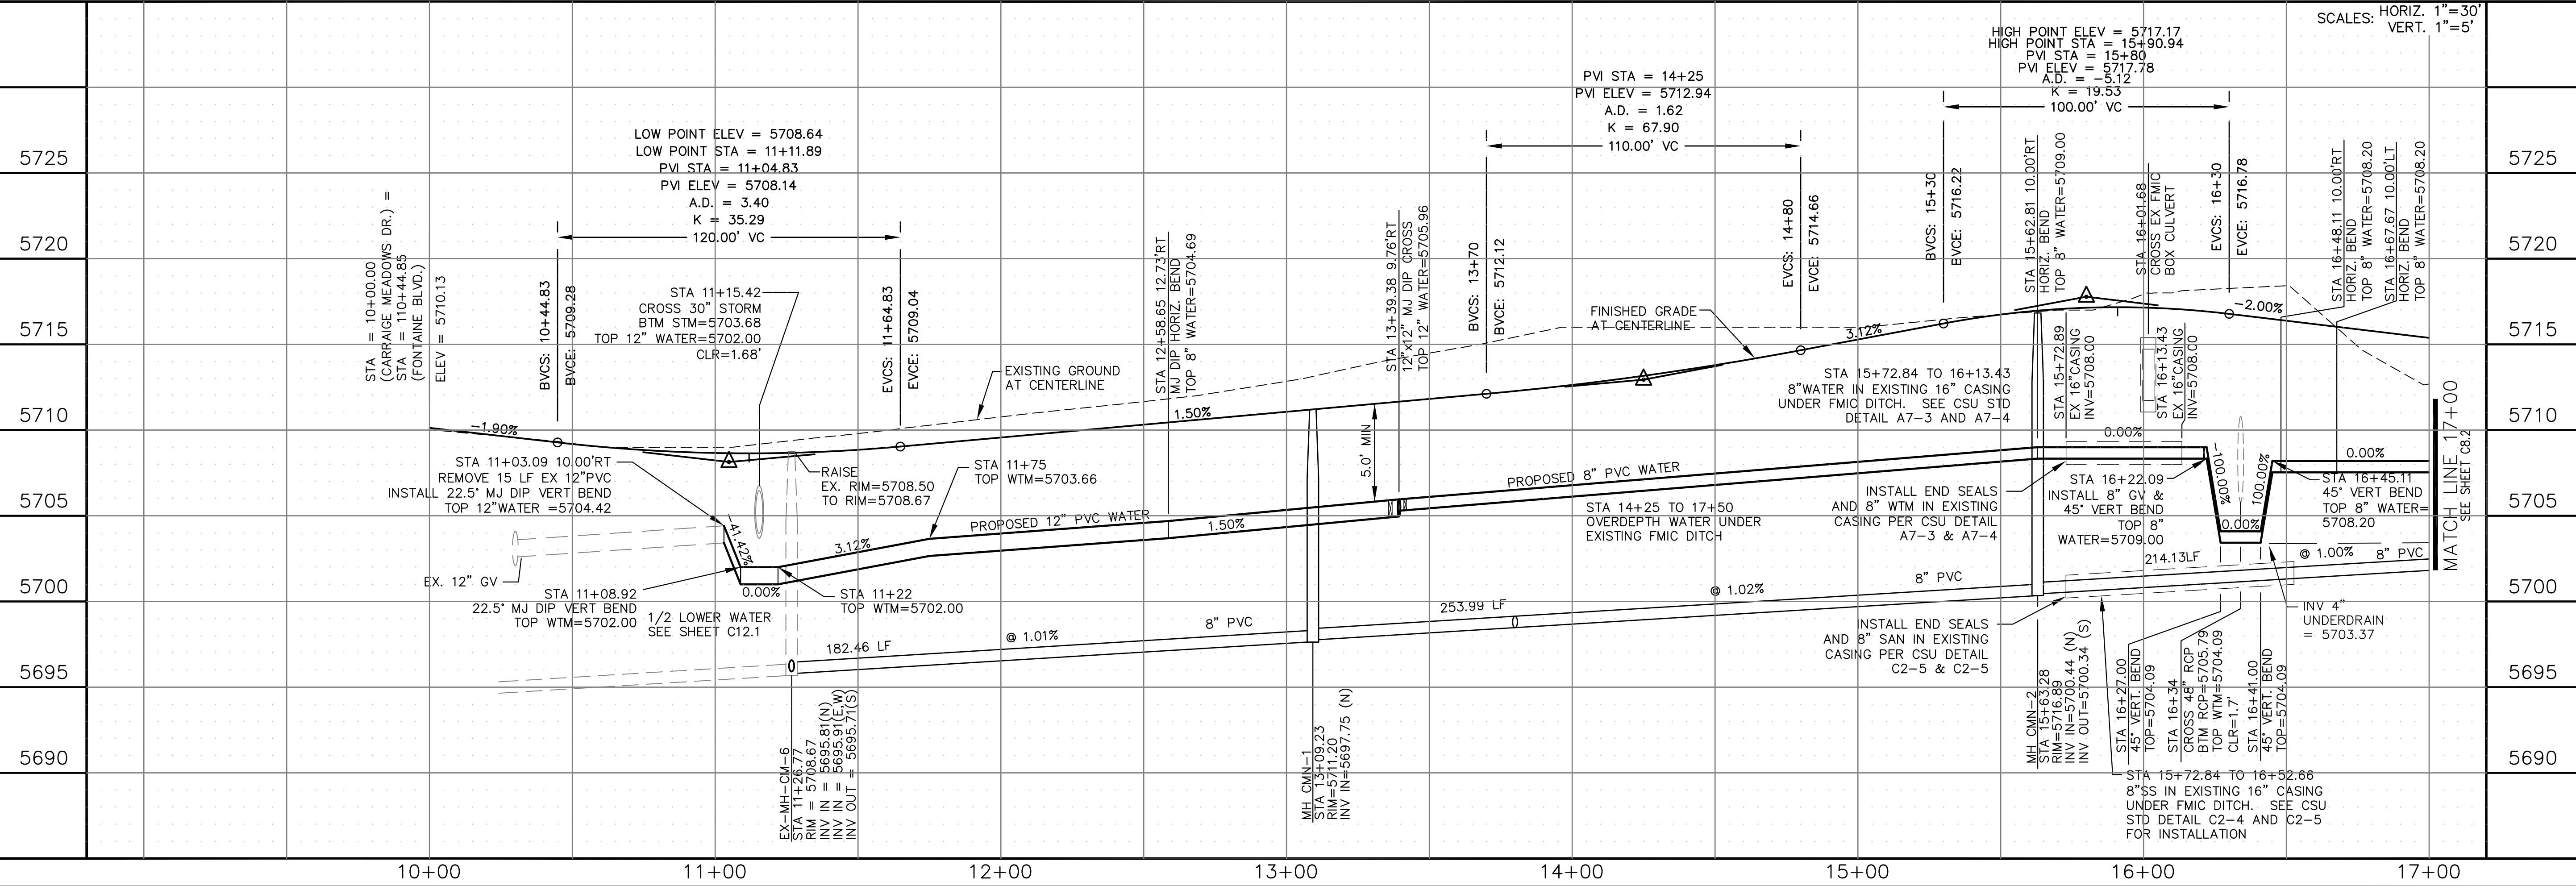 SCALES: HORIZ. 1"=30'
VERT. 1"=5'
5725
5720
5715
5710
5705
5700
5695
5690
STA = 10+00.00
(CARRAIGE MEADOWS DR.) =
STA = 110+44.85
(FONTAINE BLVD.)
ELEV = 5710.13
LOW POINT ELEV = 5708.64
LOW POINT STA = 11+11.89
PVI STA = 11+04.83
PVI ELEV = 5708.14
A.D. = 3.40
K = 35.29
120.00' VC
BVCS: 10+44.83
BVCE: 5709.28
EVCS: 11+64.83
EVCE: 5709.04
STA 11+15.42
CROSS 30" STORM
BTM STM=5703.68
TOP 12" WATER=5702.00
CLR=1.68'
EXISTING GROUND
AT CENTERLINE
STA 12+58.65 12.73'RT
MJ DIP HORIZ. BEND
TOP 8" WATER=5704.69
STA 13+39.38 9.76'RT
12"x12" MJ DIP CROSS
TOP 12" WATER=5705.96
PVI STA = 14+25
PVI ELEV = 5712.94
A.D. = 1.62
K = 67.90
110.00' VC
BVCS: 13+70
BVCE: 5712.12
EVCS: 14+80
EVCE: 5714.66
FINISHED GRADE
AT CENTERLINE
HIGH POINT ELEV = 5717.17
HIGH POINT STA = 15+90.94
PVI STA = 15+80
PVI ELEV = 5717.78
A.D. = -5.12
K = 19.53
100.00' VC
BVCS: 15+30
BVCE: 5716.22
STA 15+62.81 10.00'RT
HORIZ. BEND
TOP 8" WATER=5709.00
STA 16+01.68
CROSS EX FMIC
BOX CULVERT
EVCS: 16+30
EVCE: 5716.78
STA 16+48.11 10.00'RT
HORIZ. BEND
TOP 8" WATER=5708.20
STA 16+67.67 10.00'LT
HORIZ. BEND
TOP 8" WATER=5708.20
-1.90%
1.50%
3.12%
-2.00%
STA 15+72.89
EX 16"CASING
INV=5708.00
STA 16+13.43
EX 16"CASING
INV=5708.00
STA 15+72.84 TO 16+13.43
8"WATER IN EXISTING 16" CASING
UNDER FMIC DITCH. SEE CSU STD
DETAIL A7-3 AND A7-4
STA 11+03.09 10.00'RT
REMOVE 15 LF EX 12"PVC
INSTALL 22.5° MJ DIP VERT BEND
TOP 12"WATER =5704.42
RAISE
EX. RIM=5708.50
TO RIM=5708.67
STA 11+75
TOP WTM=5703.66
5.0' MIN
PROPOSED 12" PVC WATER
PROPOSED 8" PVC WATER
-41.42%
3.12%
1.50%
0.00%
EX. 12" GV
STA 11+08.92
22.5° MJ DIP VERT BEND
TOP WTM=5702.00
1/2 LOWER WATER
SEE SHEET C12.1
STA 11+22
TOP WTM=5702.00
STA 14+25 TO 17+50
OVERDEPTH WATER UNDER
EXISTING FMIC DITCH
INSTALL END SEALS
AND 8" WTM IN EXISTING
CASING PER CSU DETAIL
A7-3 & A7-4
0.00%
STA 16+22.09
INSTALL 8" GV &
45° VERT BEND
TOP 8"
WATER=5709.00
-100.00%
0.00%
100.00%
0.00%
STA 16+45.11
45° VERT BEND
TOP 8" WATER=
5708.20
MATCH LINE 17+00
SEE SHEET C8.2
182.46 LF
@ 1.01%
8" PVC
253.99 LF
@ 1.02%
8" PVC
214.13LF
@ 1.00%
8" PVC
INV 4"
UNDERDRAIN
= 5703.37
INSTALL END SEALS
AND 8" SAN IN EXISTING
CASING PER CSU DETAIL
C2-5 & C2-5
EX-MH-CM-6
STA 11+26.77
RIM = 5708.67
INV IN = 5695.81(N)
INV IN = 5695.91(E,W)
INV OUT = 5695.71(S)
MH CMN-1
STA 13+09.23
RIM=5711.20
INV IN=5697.75 (N)
MH CMN-2
STA 15+63.28
RIM=5716.89
INV IN=5700.44 (N)
INV OUT=5700.34 (S)
STA 16+27.00
45° VERT. BEND
TOP=5704.09
STA 16+34
CROSS 48" RCP
BTM RCP=5705.79
TOP WTM=5704.09
CLR=1.7'
STA 16+41.00
45° VERT. BEND
TOP=5704.09
STA 15+72.84 TO 16+52.66
8"SS IN EXISTING 16" CASING
UNDER FMIC DITCH. SEE CSU
STD DETAIL C2-4 AND C2-5
FOR INSTALLATION
5725
5720
5715
5710
5705
5700
5695
5690
10+00
11+00
12+00
13+00
14+00
15+00
16+00
17+00